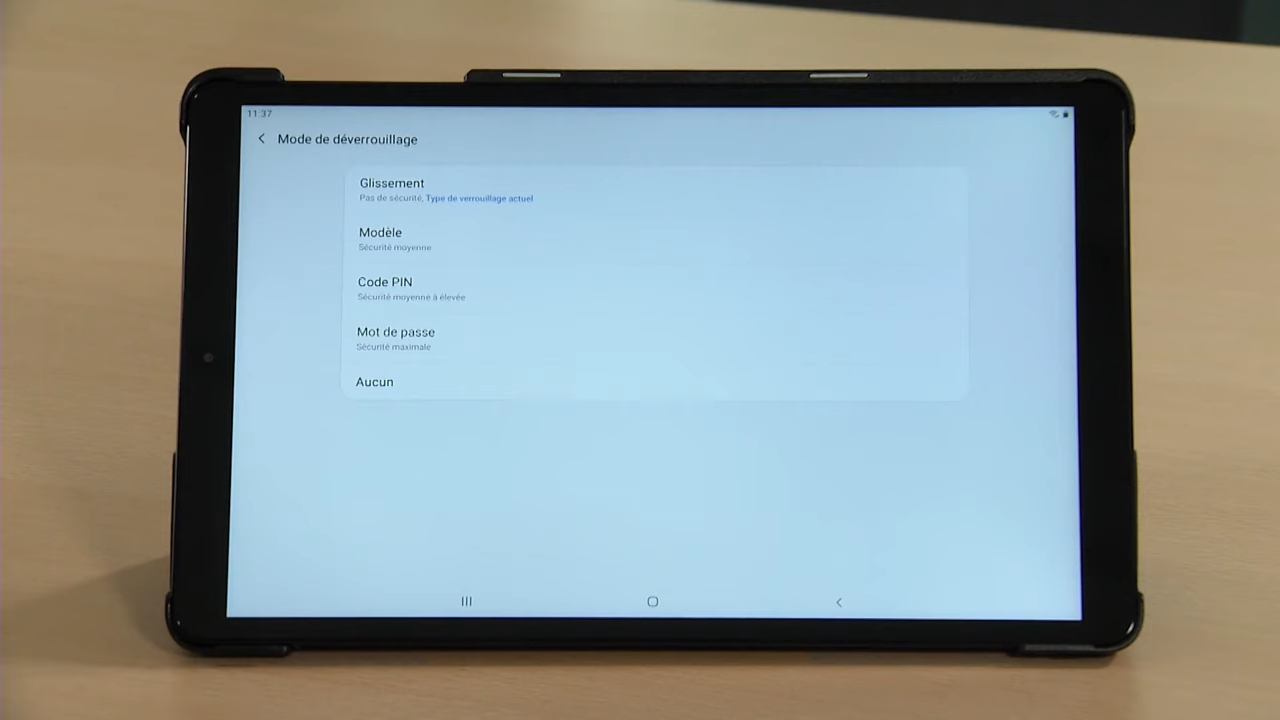 11:37
Mode de déverrouillage
Glissement
Pas de sécurité, Type de verrouillage actuel
Modèle
Sécurité moyenne
Code PIN
Sécurité moyenne à élevée
Mot de passe
Sécurité maximale
Aucun